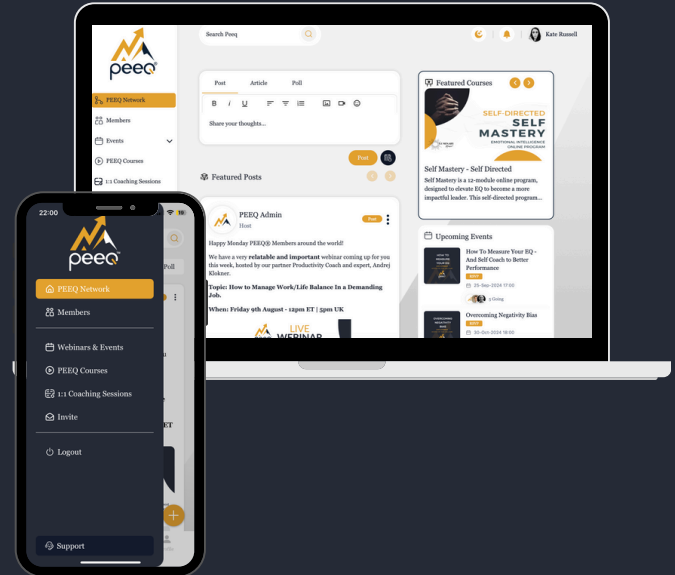 peeq
Search Peeq
Kate Russell
PEEQ Network
Members
Events
PEEQ Courses
1:1 Coaching Sessions
Post Article Poll
B i U
Share your thoughts...
Post
Featured Posts
PEEQ Admin
Host
Post
Happy Monday PEEQ® Members around the world!
We have a very relatable and important webinar coming up for you
this week, hosted by our partner Productivity Coach and expert, Andrej
Klokner.
Topic: How to Manage Work/Life Balance In a Demanding
Job.
When: Friday 9th August - 12pm ET | 5pm UK
LIVE
WEBINAR
Featured Courses
SELF-DIRECTED
SELF
MASTERY
EMOTIONAL INTELLIGENCE
ONLINE PROGRAM
Self Mastery - Self Directed
Self Mastery is a 12-module online program,
designed to elevate EQ to become a more
impactful leader. This self-directed program...
Upcoming Events
How To Measure Your EQ -
And Self Coach to Better
Performance
25-Sep-2024 17:00
3 Going
Overcoming Negativity Bias
30-Oct-2024 18:00
22:00
peeq
PEEQ Network
Members
Webinars & Events
PEEQ Courses
1:1 Coaching Sessions
Invite
Logout
Support
Poll
ET